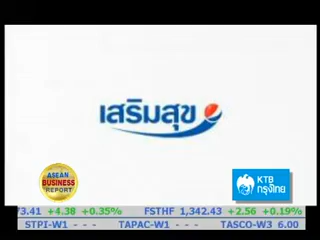 เสริมสุข
ASEAN
BUSINESS
REPORT
KTB
กรุงไทย
73.41 +4.38 +0.35% FSTHF 1,342.43 +2.56 +0.19%
STPI-W1 - - - TAPAC-W1 - - - TASCO-W3 6.00